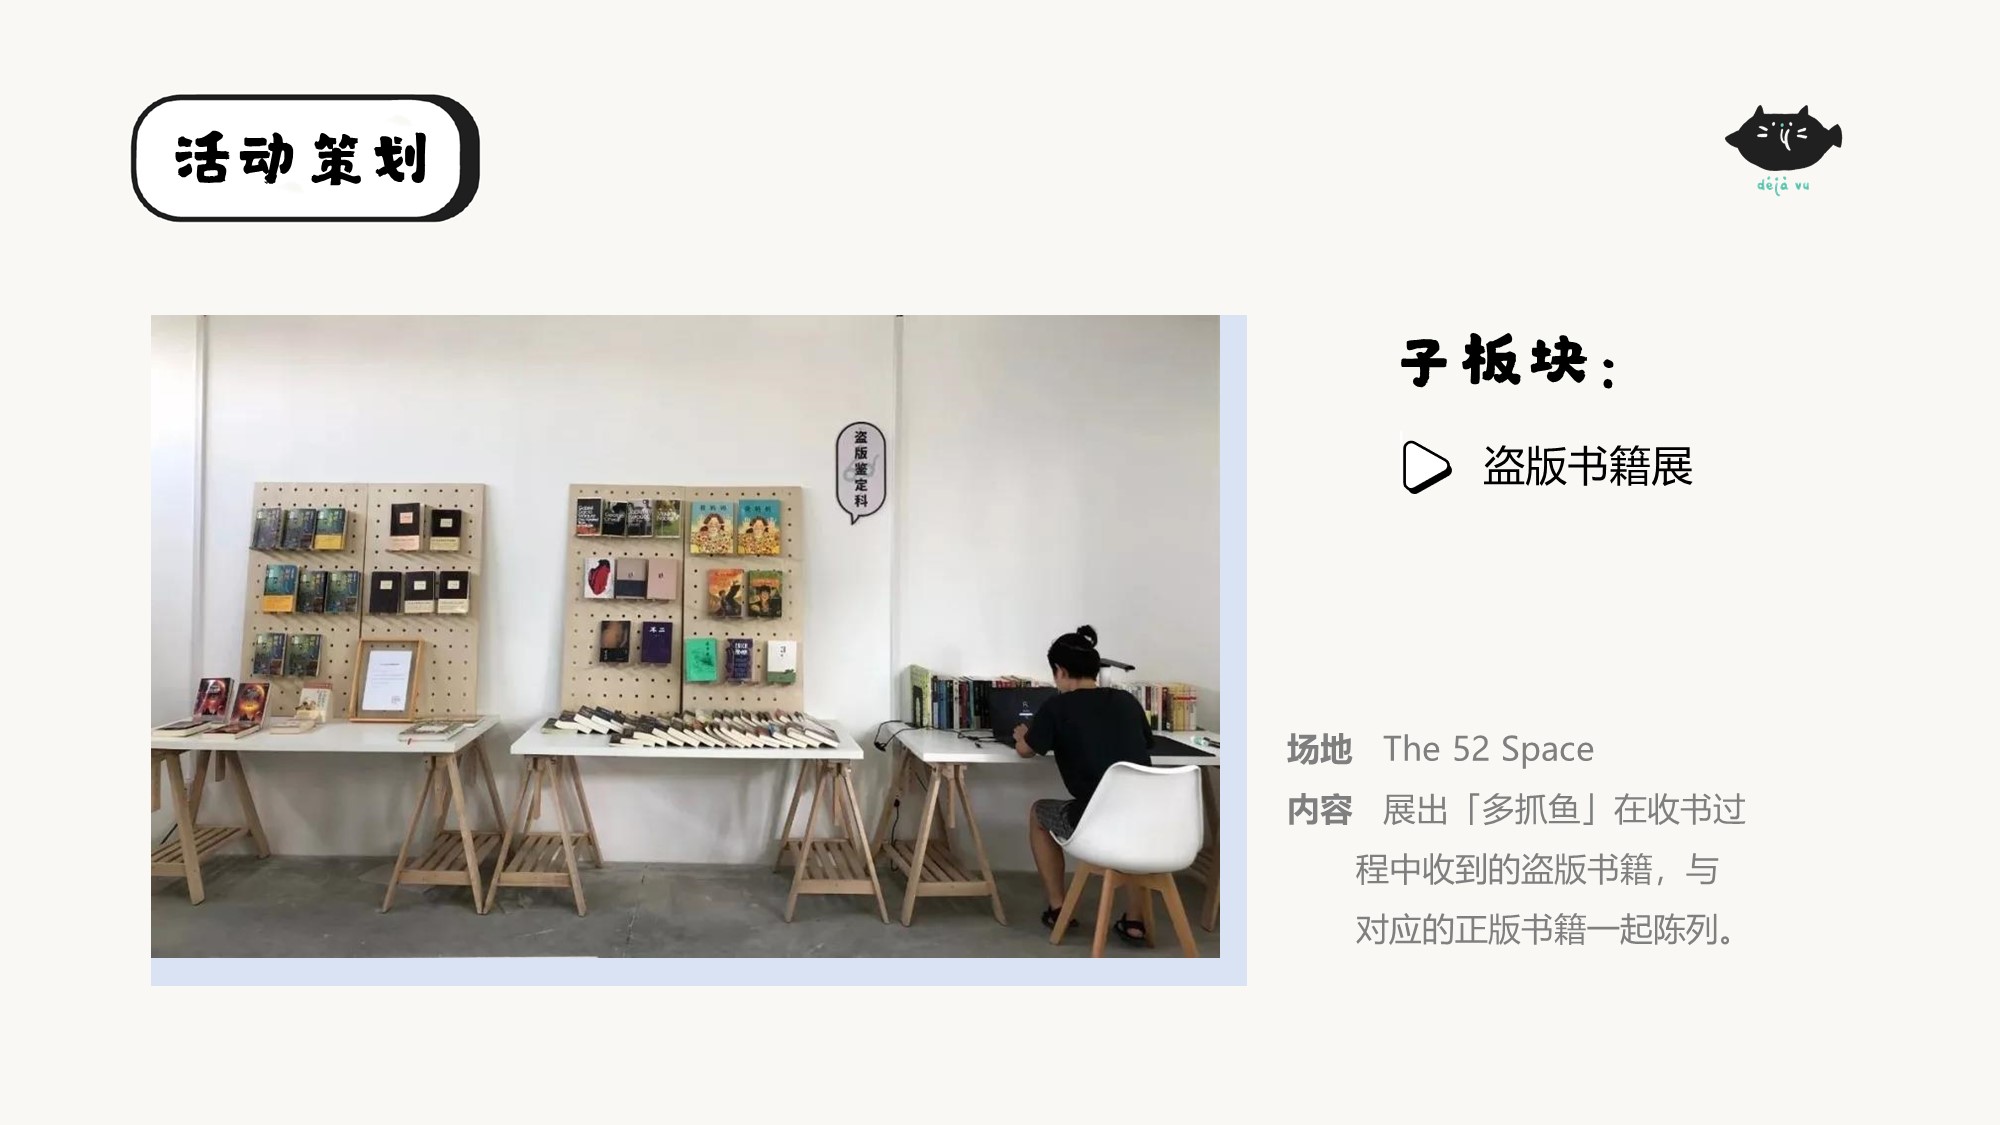 活动策划
déjà vu
子板块：
盗版书籍展
盗版鉴定科
场地 The 52 Space
内容 展出「多抓鱼」在收书过
程中收到的盗版书籍，与
对应的正版书籍一起陈列。